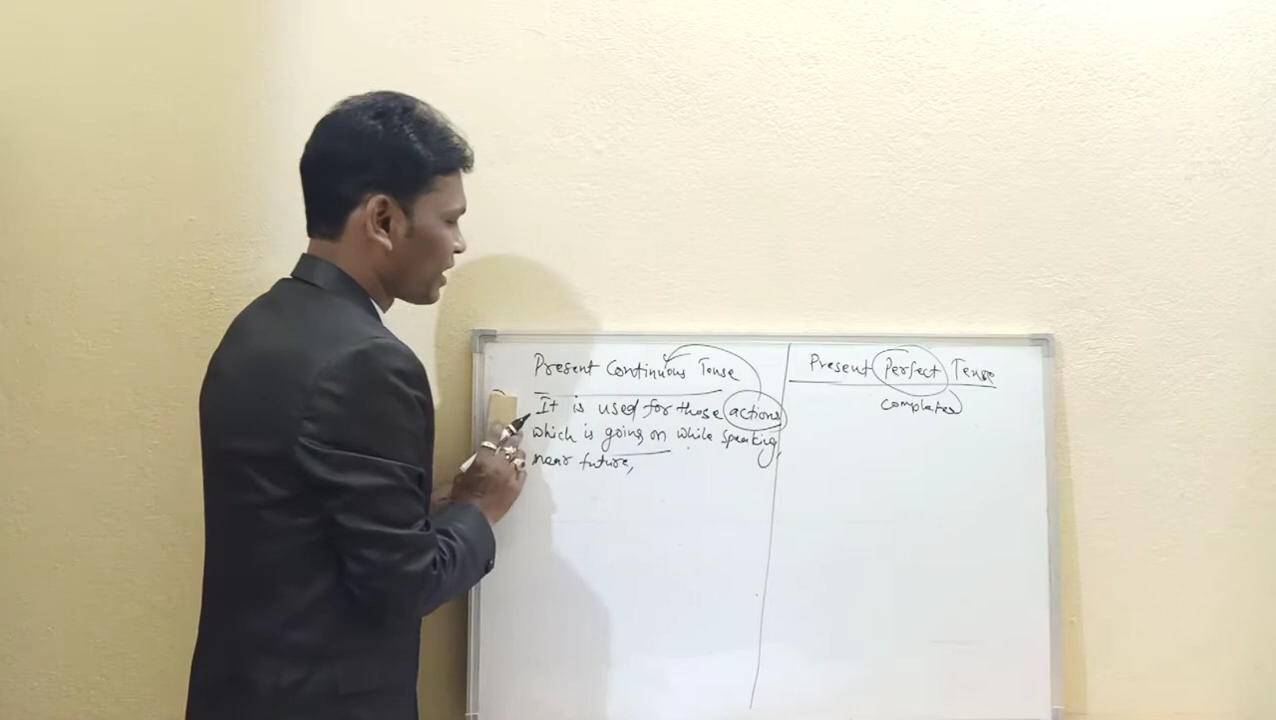 Present Continuous Tense
It is used for those actions
which is going on while speaking,
near future,
Present Perfect Tense
completes